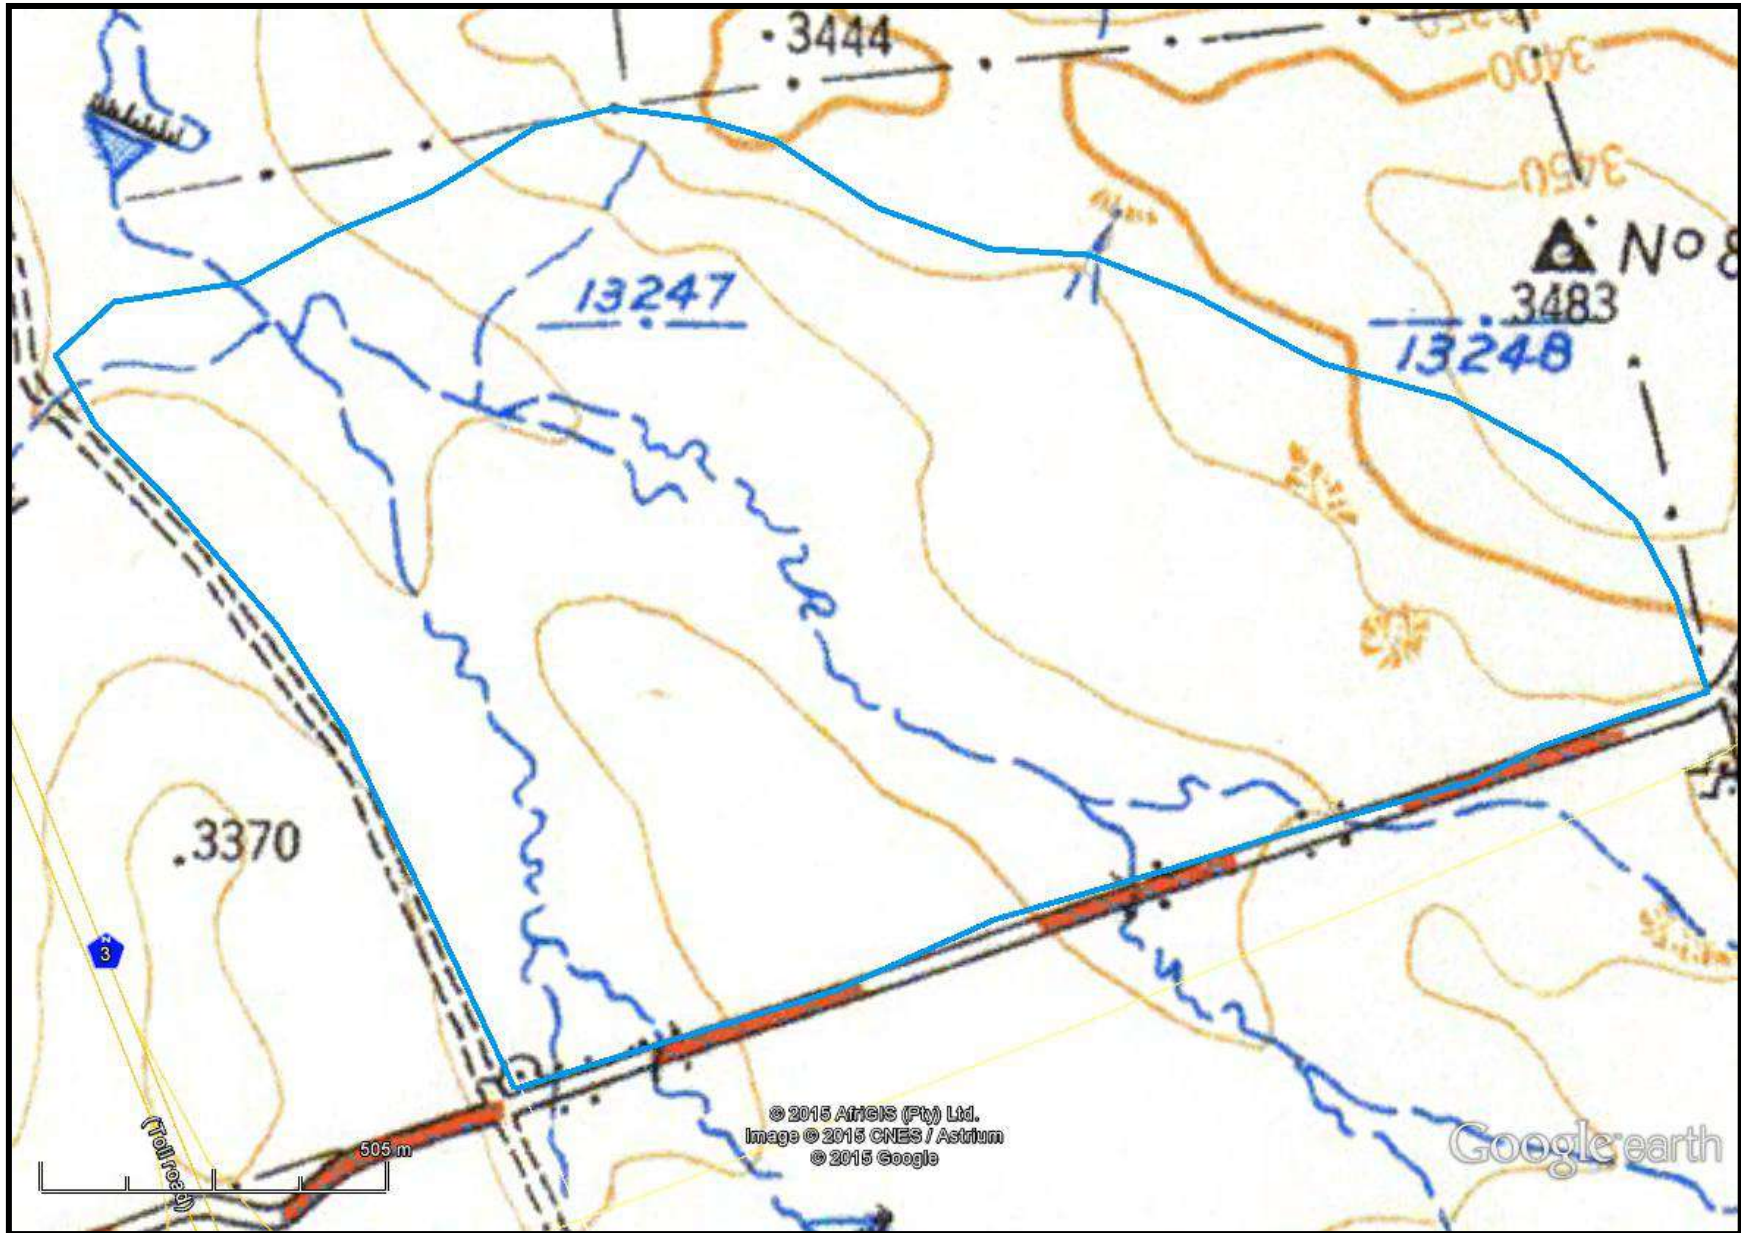 .3444
3400
3450
No 8
3483
13247
13248
.3370
N
3
(Toll road)
505 m
© 2015 AfriGIS (Pty) Ltd.
Image © 2015 CNES / Astrium
© 2015 Google
Google earth